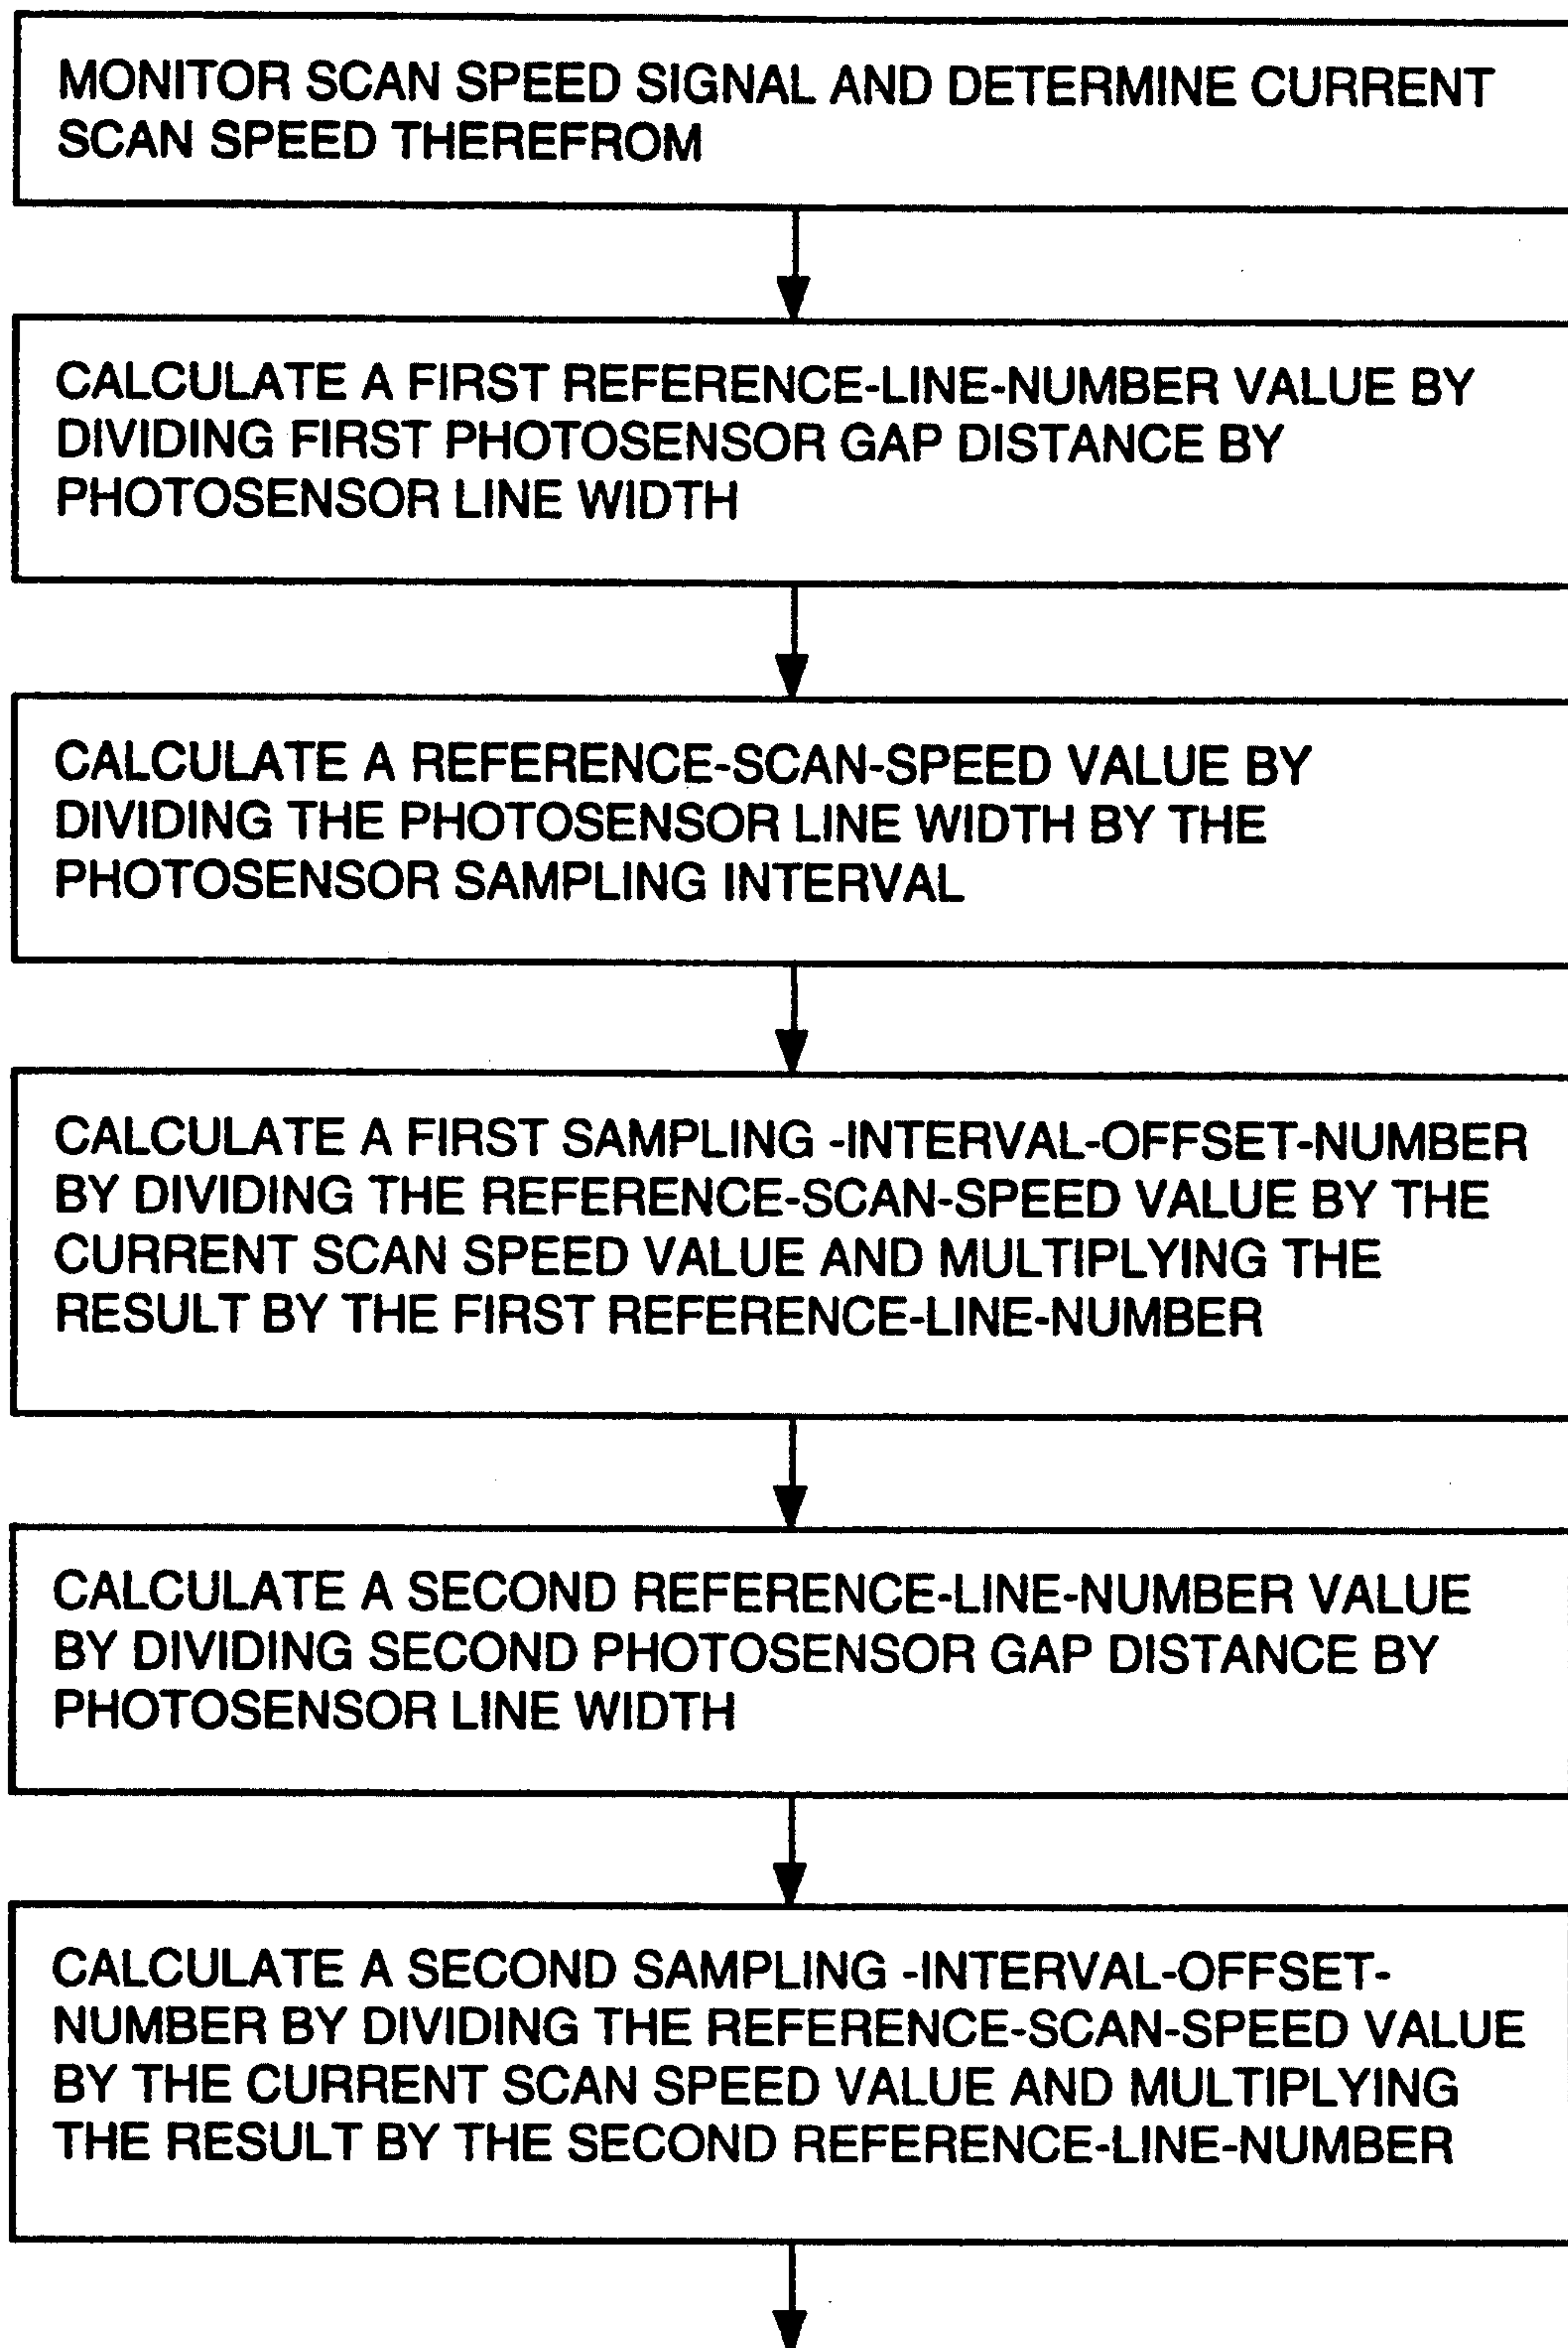 MONITOR SCAN SPEED SIGNAL AND DETERMINE CURRENT
SCAN SPEED THEREFROM
CALCULATE A FIRST REFERENCE-LINE-NUMBER VALUE BY
DIVIDING FIRST PHOTOSENSOR GAP DISTANCE BY
PHOTOSENSOR LINE WIDTH
CALCULATE A REFERENCE-SCAN-SPEED VALUE BY
DIVIDING THE PHOTOSENSOR LINE WIDTH BY THE
PHOTOSENSOR SAMPLING INTERVAL
CALCULATE A FIRST SAMPLING -INTERVAL-OFFSET-NUMBER
BY DIVIDING THE REFERENCE-SCAN-SPEED VALUE BY THE
CURRENT SCAN SPEED VALUE AND MULTIPLYING THE
RESULT BY THE FIRST REFERENCE-LINE-NUMBER
CALCULATE A SECOND REFERENCE-LINE-NUMBER VALUE
BY DIVIDING SECOND PHOTOSENSOR GAP DISTANCE BY
PHOTOSENSOR LINE WIDTH
CALCULATE A SECOND SAMPLING -INTERVAL-OFFSET-
NUMBER BY DIVIDING THE REFERENCE-SCAN-SPEED VALUE
BY THE CURRENT SCAN SPEED VALUE AND MULTIPLYING
THE RESULT BY THE SECOND REFERENCE-LINE-NUMBER